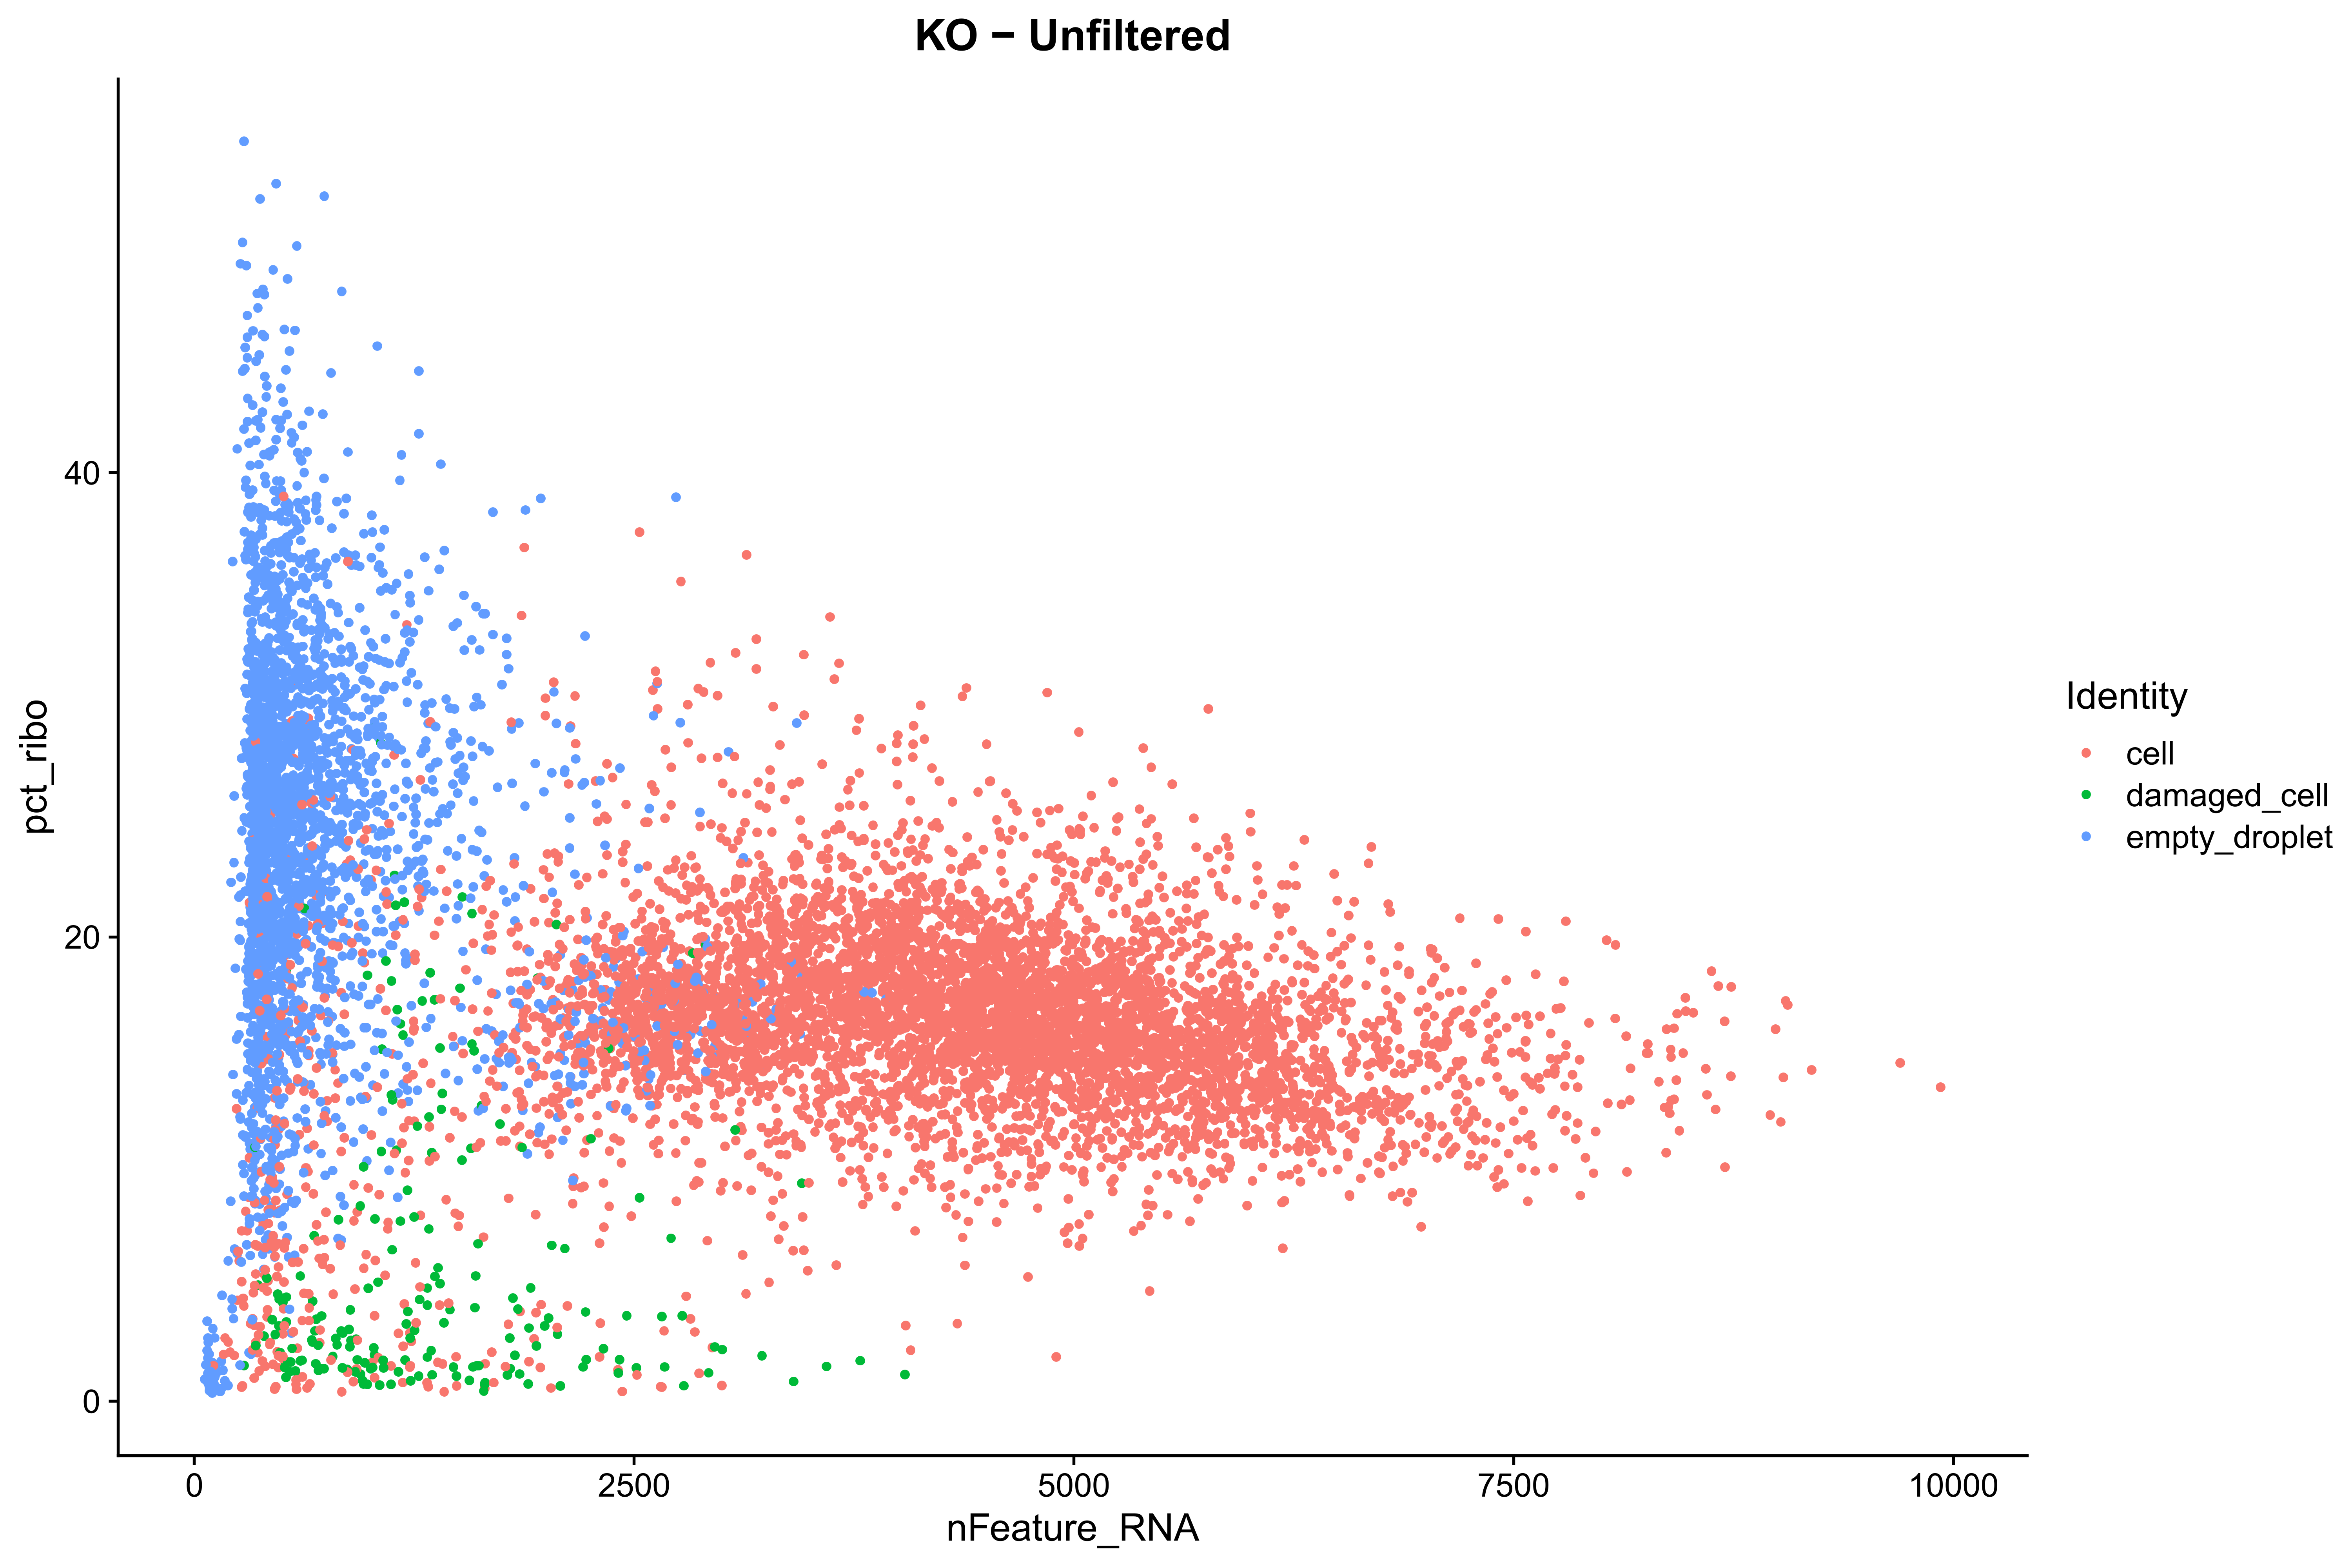 KO − Unfiltered
pct_ribo
40
20
0
0 2500 5000 7500 10000
nFeature_RNA
Identity
cell
damaged_cell
empty_droplet